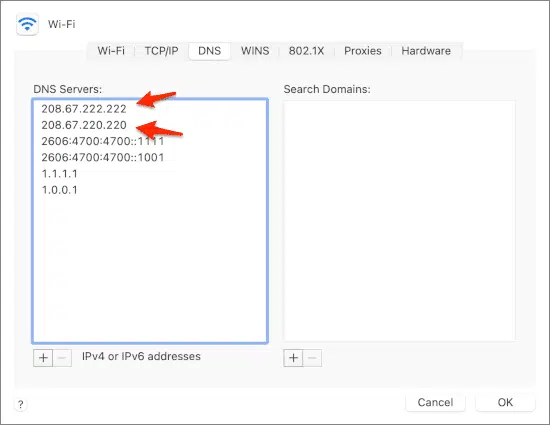 Wi-Fi
Wi-Fi TCP/IP DNS WINS 802.1X Proxies Hardware
DNS Servers:
Search Domains:
208.67.222.222
208.67.220.220
2606:4700:4700::1111
2606:4700:4700::1001
1.1.1.1
1.0.0.1
+ − IPv4 or IPv6 addresses
+ −
? Cancel OK